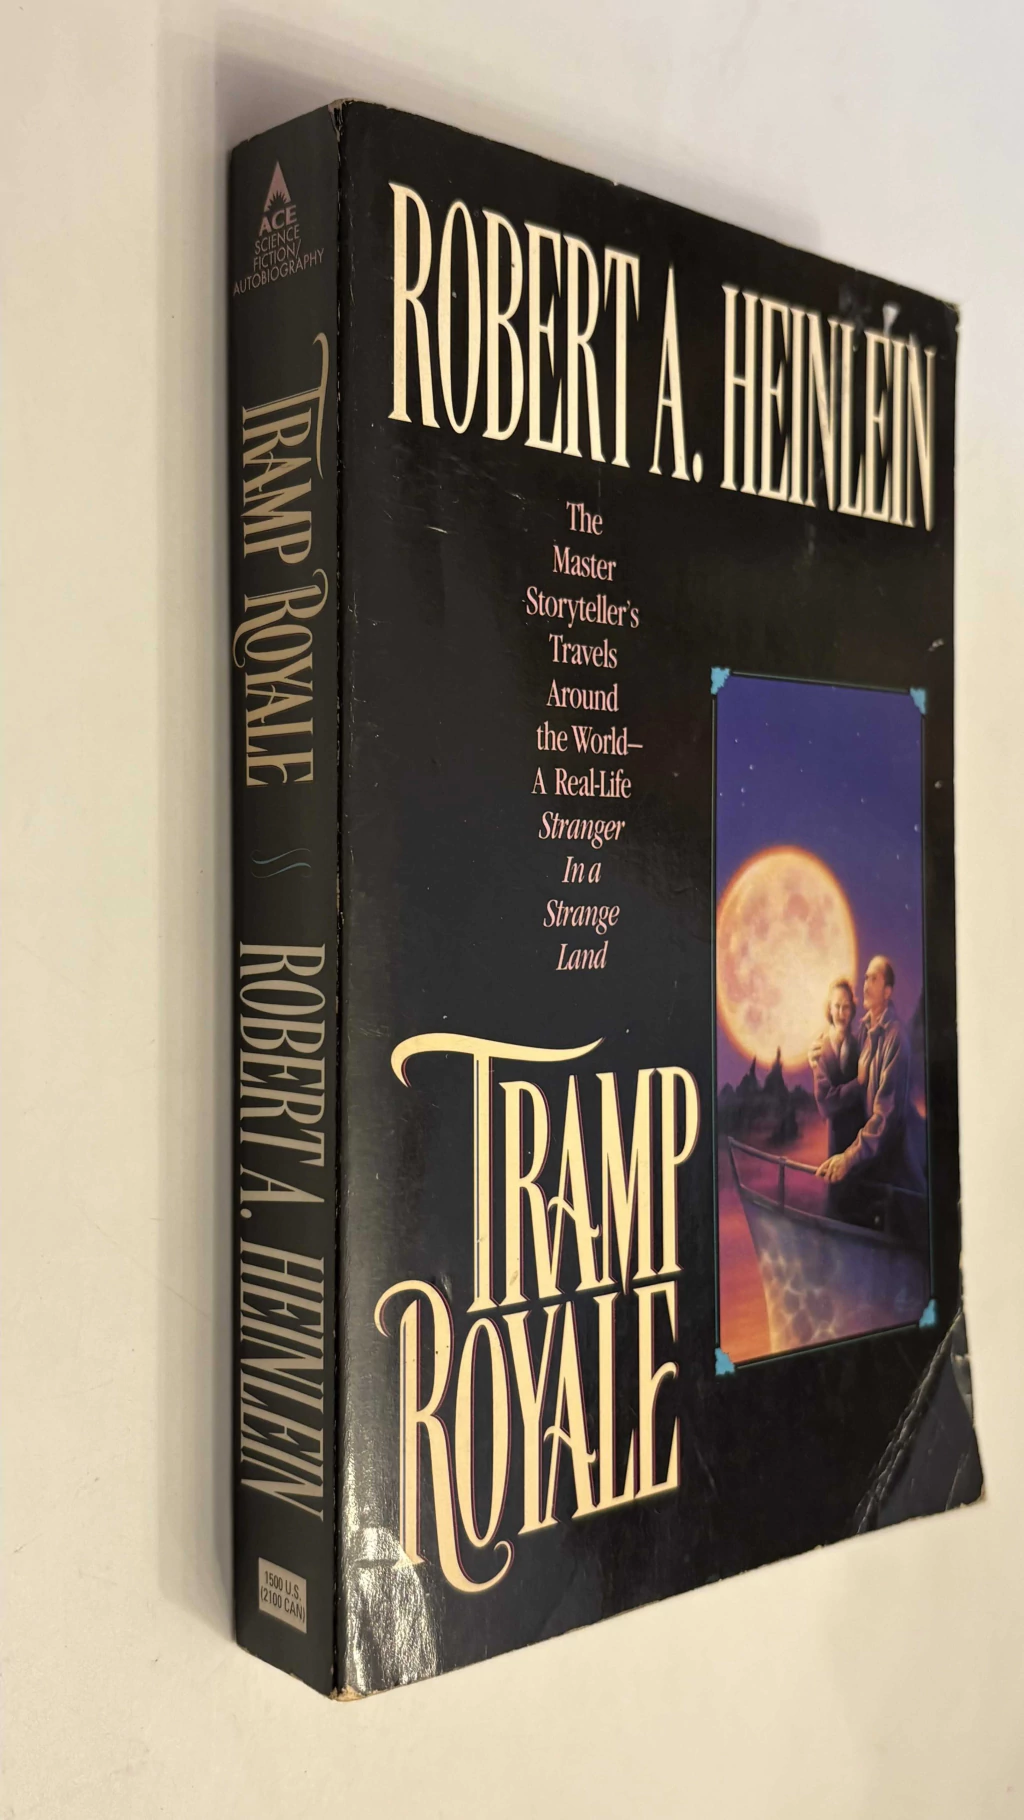 ACE
SCIENCE
FICTION/
AUTOBIOGRAPHY
TRAMP ROYALE
ROBERT A. HEINLEIN
1500 U.S.
(2100 CAN)
ROBERT A. HEINLEIN
The
Master
Storyteller's
Travels
Around
the World—
A Real-Life
Stranger
In a
Strange
Land
TRAMP
ROYALE